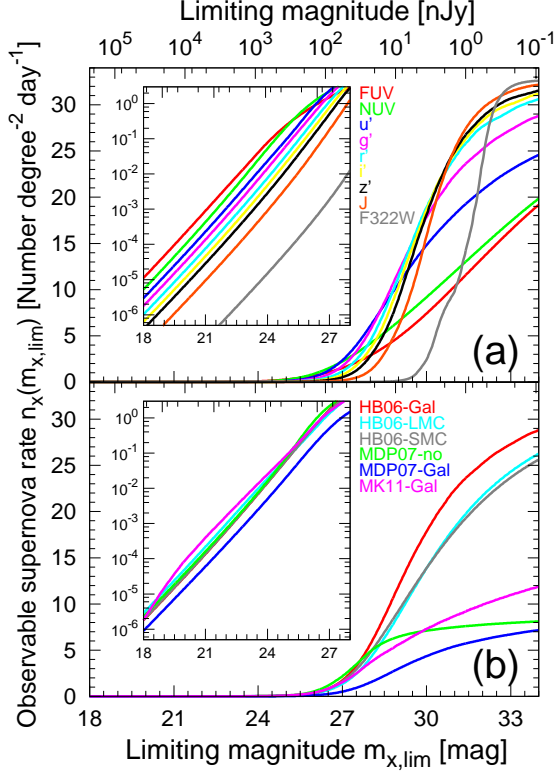 Limiting magnitude [nJy]
10^5 10^4 10^3 10^2 10^1 10^0 10^-1
Observable supernova rate n_x(m_x,lim) [Number degree^-2 day^-1]
30
25
20
15
10
5
0
10^0
10^-1
10^-2
10^-3
10^-4
10^-5
10^-6
18 21 24 27
FUV
NUV
u'
g'
r'
i'
z'
J
F322W
(a)
30
25
20
15
10
5
0
10^0
10^-1
10^-2
10^-3
10^-4
10^-5
10^-6
18 21 24 27
HB06-Gal
HB06-LMC
HB06-SMC
MDP07-no
MDP07-Gal
MK11-Gal
(b)
18 21 24 27 30 33
Limiting magnitude m_x,lim [mag]